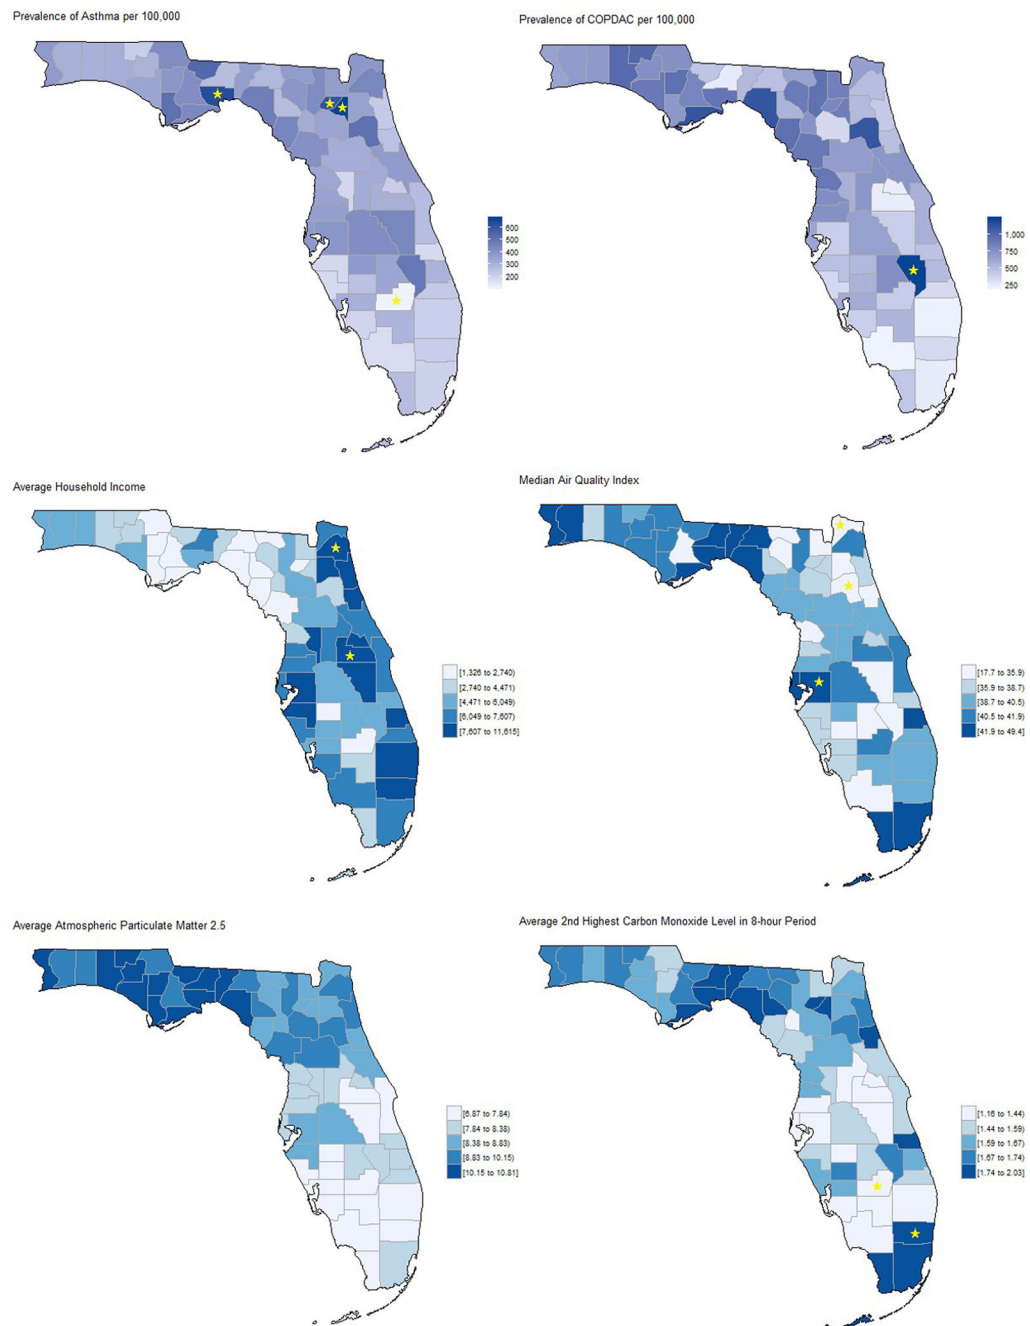 Prevalence of Asthma per 100,000
Prevalence of COPDAC per 100,000
600
500
400
300
200
1,000
750
500
250
Average Household Income
Median Air Quality Index
[1,326 to 2,740)
[2,740 to 4,471)
[4,471 to 6,049)
[6,049 to 7,607)
[7,607 to 11,615]
[17.7 to 35.9)
[35.9 to 38.7)
[38.7 to 40.5)
[40.5 to 41.9)
[41.9 to 49.4]
Average Atmospheric Particulate Matter 2.5
Average 2nd Highest Carbon Monoxide Level in 8-hour Period
[6.87 to 7.84)
[7.84 to 8.38)
[8.38 to 8.83)
[8.83 to 10.15)
[10.15 to 10.81]
[1.16 to 1.44)
[1.44 to 1.59)
[1.59 to 1.67)
[1.67 to 1.74)
[1.74 to 2.03]